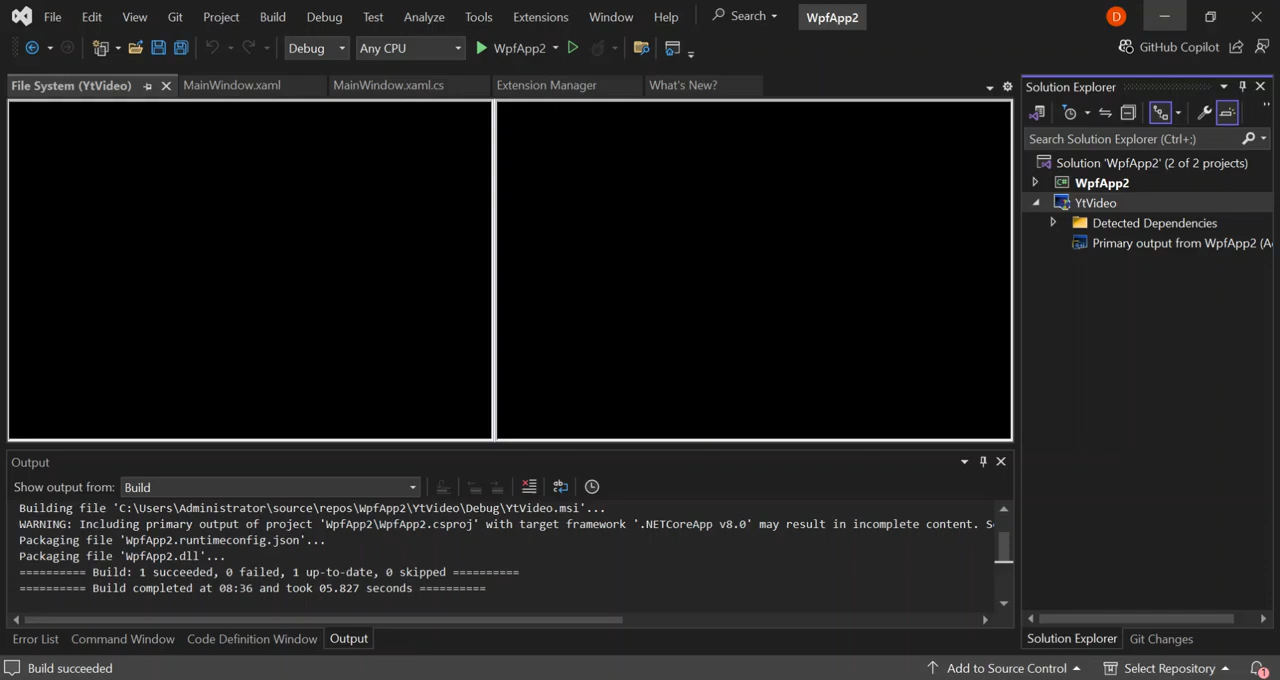 File Edit View Git Project Build Debug Test Analyze Tools Extensions Window Help Search WpfApp2 D
Debug Any CPU WpfApp2 GitHub Copilot
File System (YtVideo) MainWindow.xaml MainWindow.xaml.cs Extension Manager What's New?
Solution Explorer
Search Solution Explorer (Ctrl+;)
Solution 'WpfApp2' (2 of 2 projects)
WpfApp2
YtVideo
Detected Dependencies
Primary output from WpfApp2 (A
Output
Show output from: Build
Building file 'C:\Users\Administrator\source\repos\WpfApp2\YtVideo\Debug\YtVideo.msi'...
WARNING: Including primary output of project 'WpfApp2\WpfApp2.csproj' with target framework '.NETCoreApp v8.0' may result in incomplete content. S
Packaging file 'WpfApp2.runtimeconfig.json'...
Packaging file 'WpfApp2.dll'...
========== Build: 1 succeeded, 0 failed, 1 up-to-date, 0 skipped ==========
========== Build completed at 08:36 and took 05.827 seconds ==========
Error List Command Window Code Definition Window Output
Solution Explorer Git Changes
Build succeeded Add to Source Control Select Repository 1